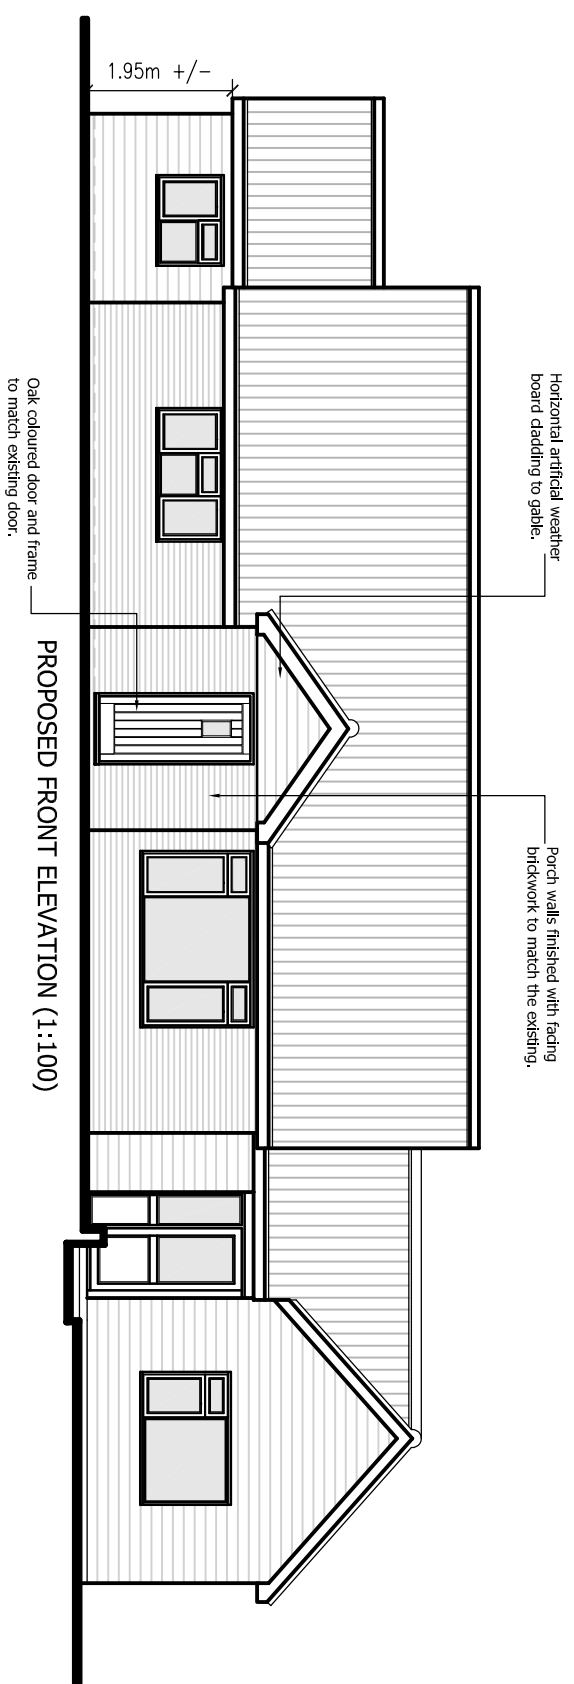 1.95m +/-
Horizontal artificial weather
board cladding to gable.
Porch walls finished with facing
brickwork to match the existing.
Oak coloured door and frame
to match existing door.
PROPOSED FRONT ELEVATION (1:100)